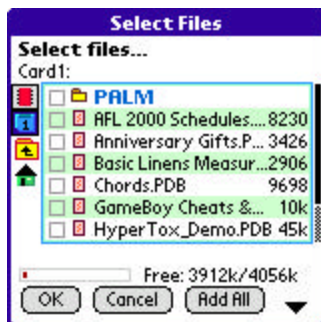 Select Files
Select files...
Card1:
PALM
AFL 2000 Schedules....8230
Anniversary Gifts.P... 3426
Basic Linens Measur...2906
Chords.PDB 9698
GameBoy Cheats &... 10k
HyperTox_Demo.PDB 45k
Free: 3912k/4056k
OK Cancel Add All